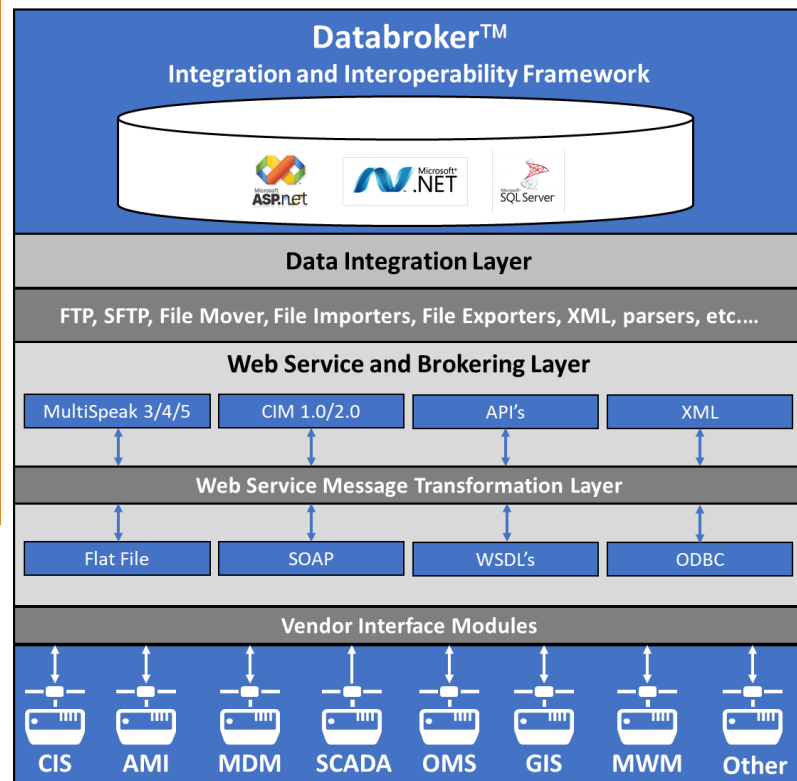 Databroker™
Integration and Interoperability Framework
Microsoft
ASP.net
Microsoft®
.NET
Microsoft®
SQL Server
Data Integration Layer
FTP, SFTP, File Mover, File Importers, File Exporters, XML, parsers, etc....
Web Service and Brokering Layer
MultiSpeak 3/4/5
CIM 1.0/2.0
API's
XML
Web Service Message Transformation Layer
Flat File
SOAP
WSDL's
ODBC
Vendor Interface Modules
CIS
AMI
MDM
SCADA
OMS
GIS
MWM
Other